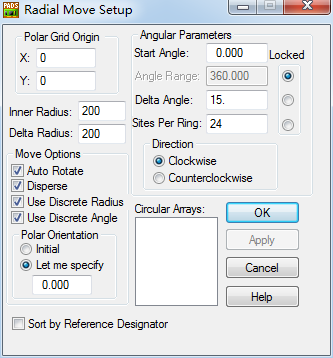 PADS
Radial Move Setup
Polar Grid Origin
X: 0
Y: 0
Inner Radius: 200
Delta Radius: 200
Move Options
Auto Rotate
Disperse
Use Discrete Radius
Use Discrete Angle
Polar Orientation
Initial
Let me specify
0.000
Sort by Reference Designator
Angular Parameters
Start Angle: 0.000 Locked
Angle Range: 360.000
Delta Angle: 15.
Sites Per Ring: 24
Direction
Clockwise
Counterclockwise
Circular Arrays:
OK
Apply
Cancel
Help